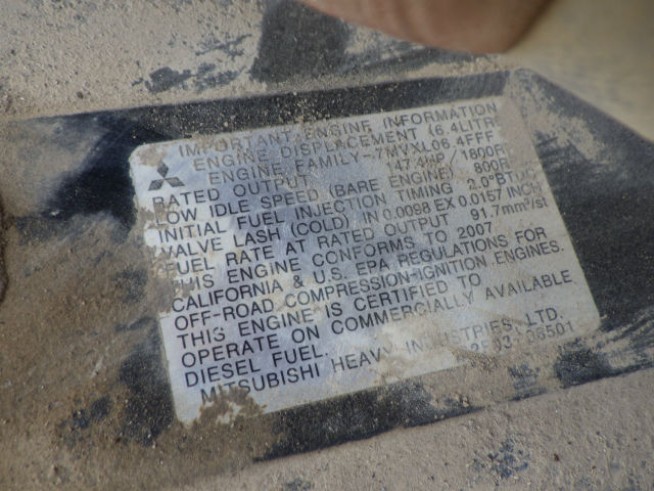 IMPORTANT ENGINE INFORMATION
ENGINE DISPLACEMENT (6.4LITRE
ENGINE FAMILY-7MVXL06.4FFF
RATED OUTPUT 800R
LOW IDLE SPEED (BARE ENGINE)
INITIAL FUEL INJECTION TIMING 2.0°BTDC
VALVE LASH (COLD) IN 0.0098 EX 0.0157 INCH
FUEL RATE AT RATED OUTPUT 91.7mm³/st
THIS ENGINE CONFORMS TO 2007
CALIFORNIA & U.S. EPA REGULATIONS FOR
OFF-ROAD COMPRESSION-IGNITION ENGINES.
THIS ENGINE IS CERTIFIED TO
OPERATE ON COMMERCIALLY AVAILABLE
DIESEL FUEL.
MITSUBISHI HEAVY INDUSTRIES, LTD.